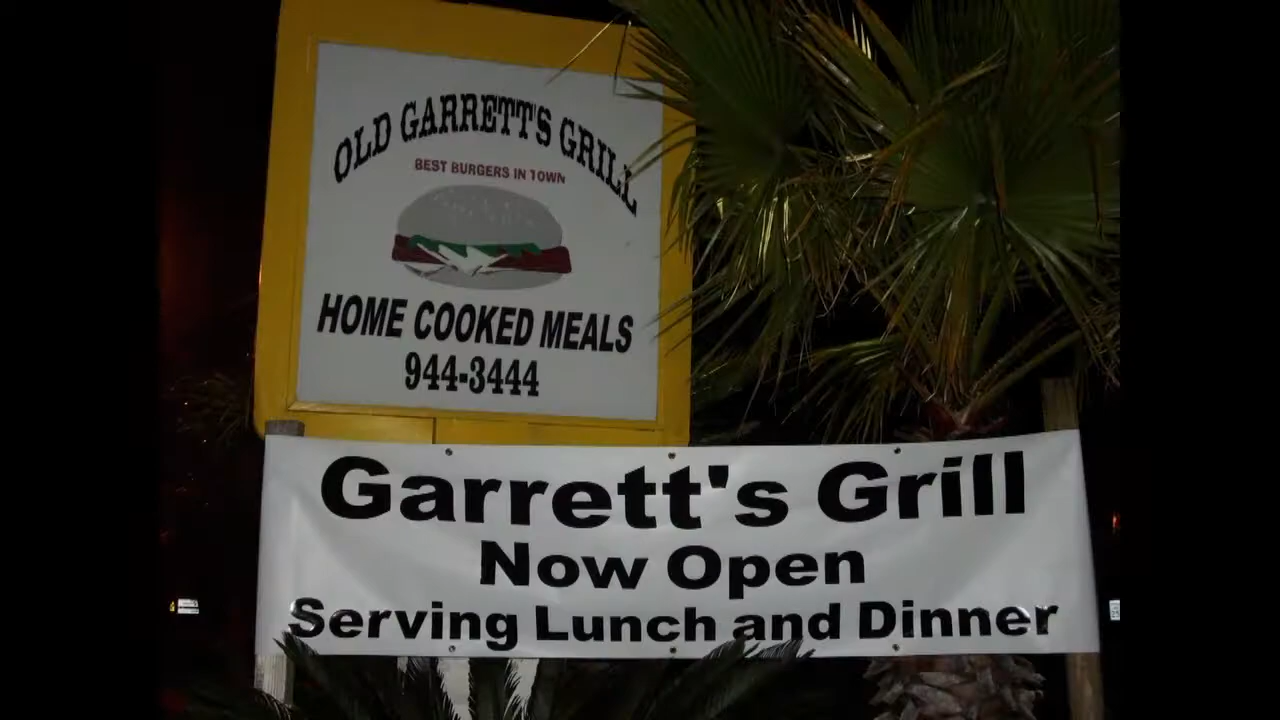 OLD GARRETT'S GRILL
BEST BURGERS IN TOWN
HOME COOKED MEALS
944-3444
Garrett's Grill
Now Open
Serving Lunch and Dinner